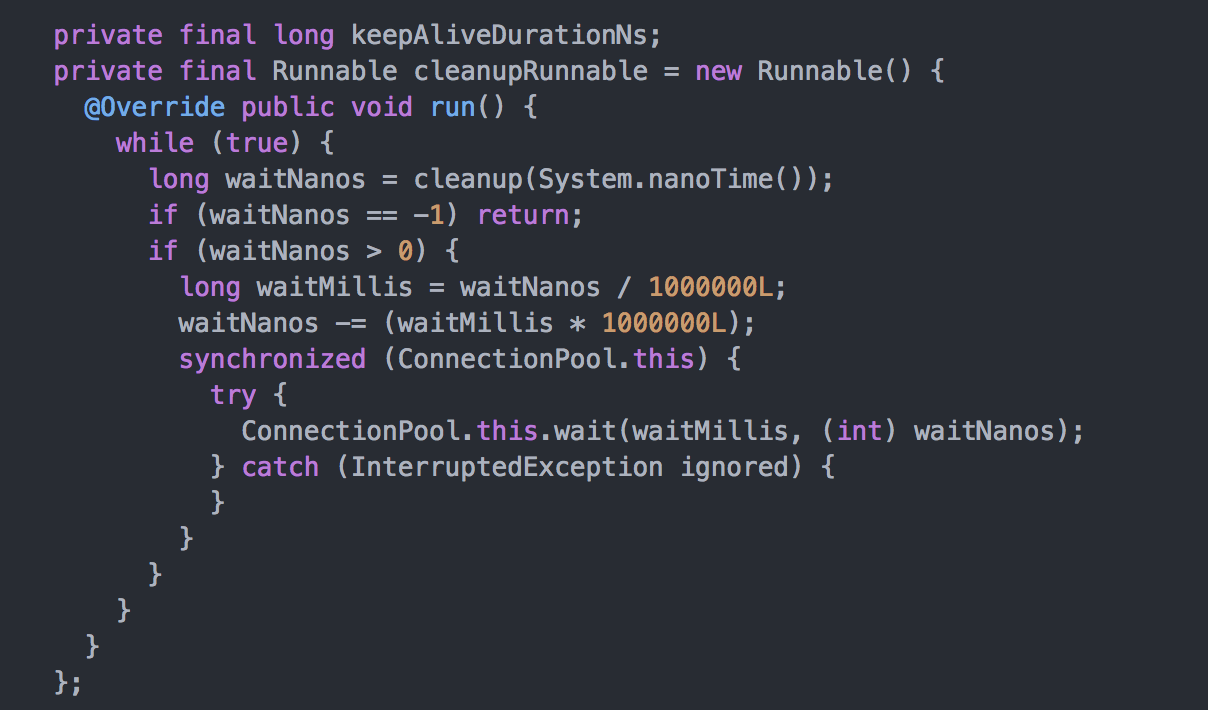 private final long keepAliveDurationNs;
private final Runnable cleanupRunnable = new Runnable() {
  @Override public void run() {
    while (true) {
      long waitNanos = cleanup(System.nanoTime());
      if (waitNanos == -1) return;
      if (waitNanos > 0) {
        long waitMillis = waitNanos / 1000000L;
        waitNanos -= (waitMillis * 1000000L);
        synchronized (ConnectionPool.this) {
          try {
            ConnectionPool.this.wait(waitMillis, (int) waitNanos);
          } catch (InterruptedException ignored) {
          }
        }
      }
    }
  }
};